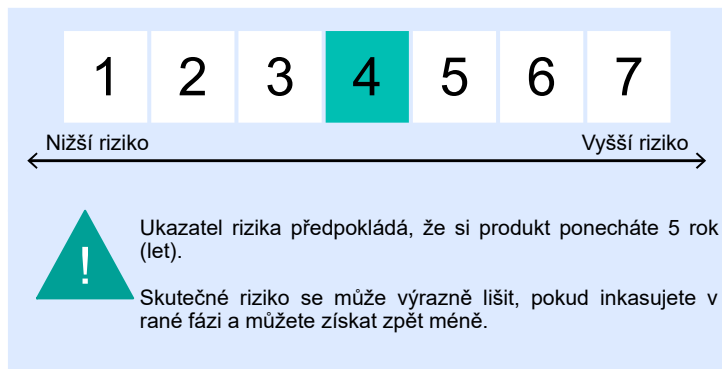 1 2 3 4 5 6 7
Nižší riziko Vyšší riziko
!
Ukazatel rizika předpokládá, že si produkt ponecháte 5 rok
(let).
Skutečné riziko se může výrazně lišit, pokud inkasujete v
rané fázi a můžete získat zpět méně.